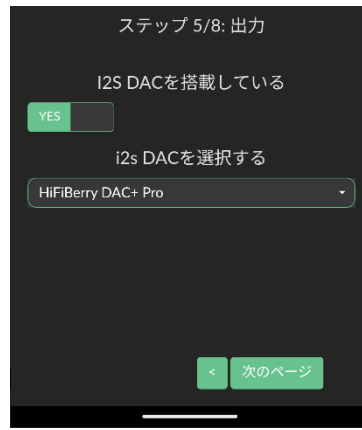 ステップ 5/8: 出力
I2S DACを搭載している
YES
i2s DACを選択する
HiFiBerry DAC+ Pro
< 次のページ